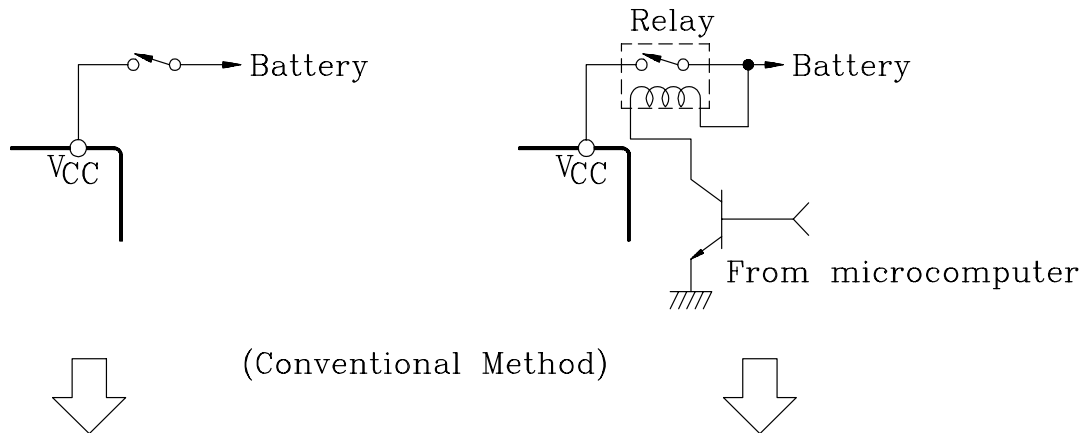 Relay
Battery
Battery
VCC
VCC
From microcomputer
(Conventional Method)